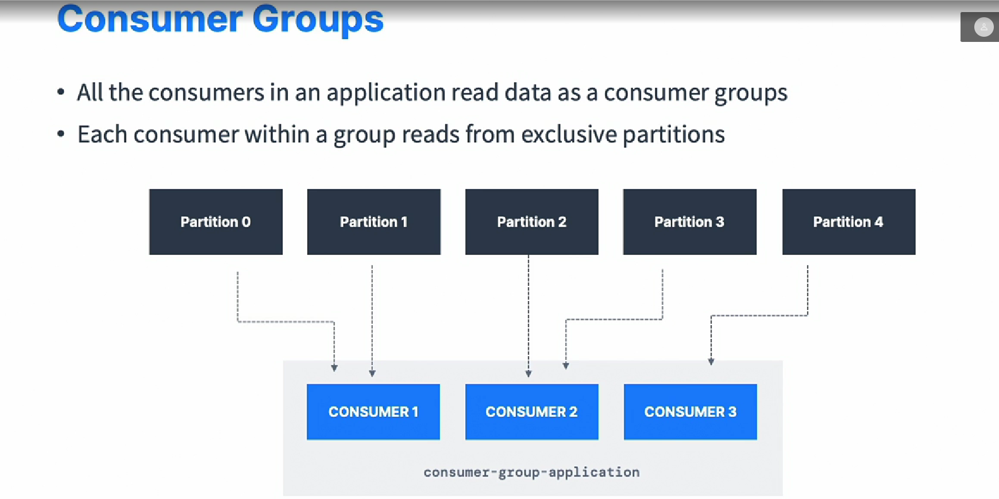 Consumer Groups
• All the consumers in an application read data as a consumer groups
• Each consumer within a group reads from exclusive partitions
Partition 0
Partition 1
Partition 2
Partition 3
Partition 4
CONSUMER 1
CONSUMER 2
CONSUMER 3
consumer-group-application